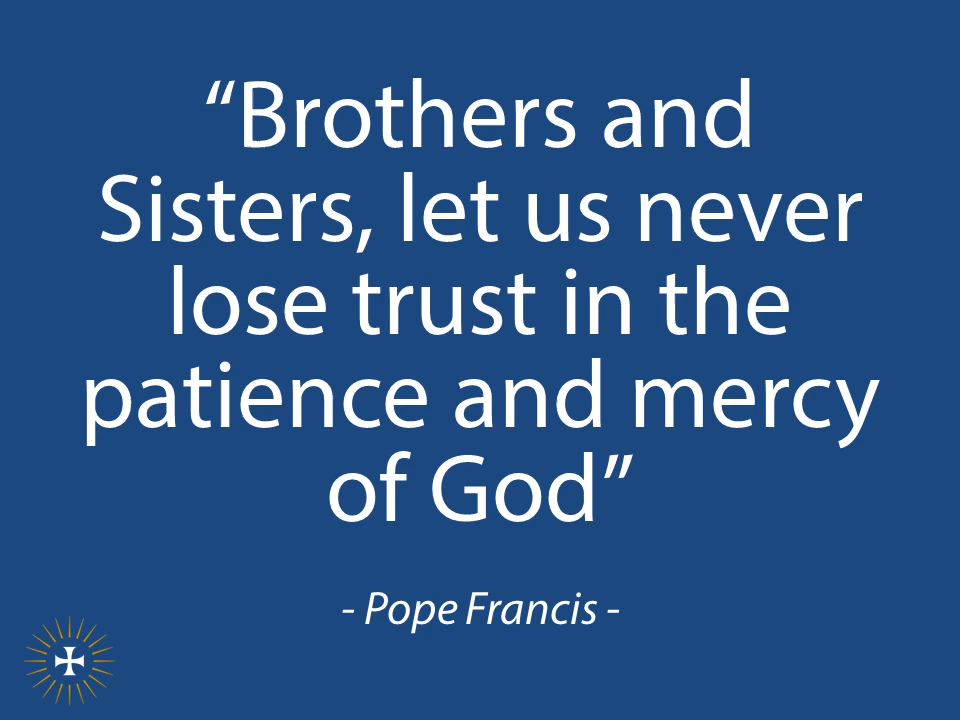 “Brothers and
Sisters, let us never
lose trust in the
patience and mercy
of God”
- Pope Francis -